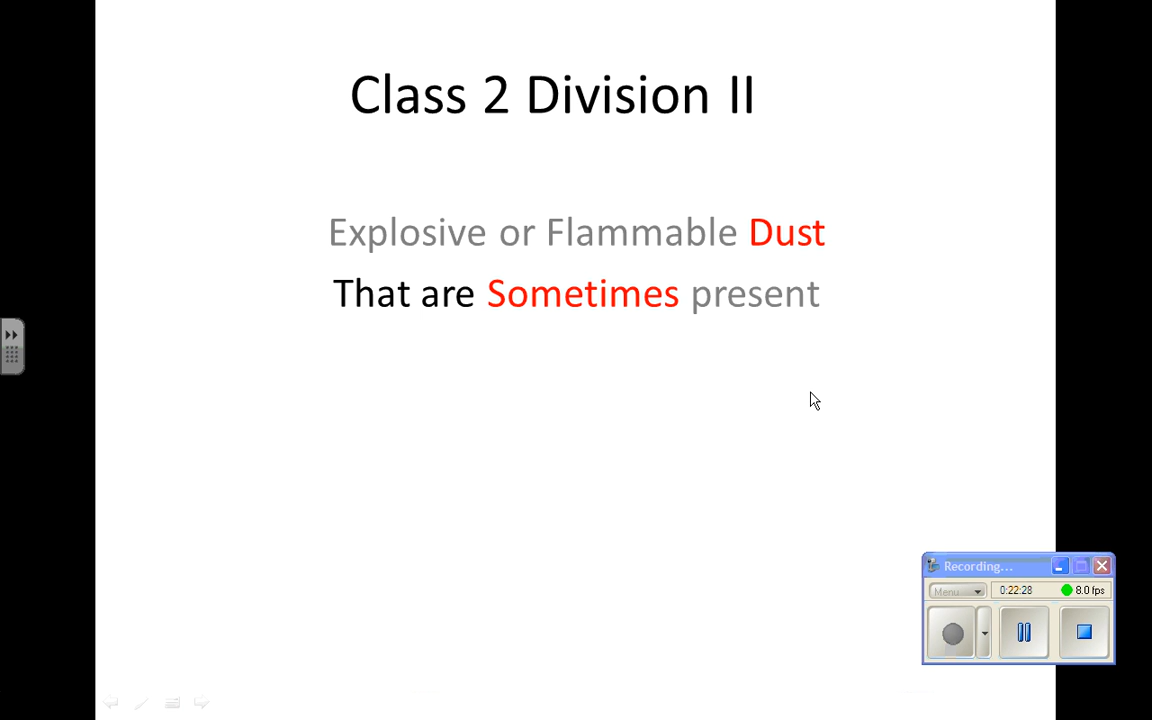 Class 2 Division II
Explosive or Flammable Dust
That are Sometimes present
Recording...
Menu
0:22:28
8.0 fps